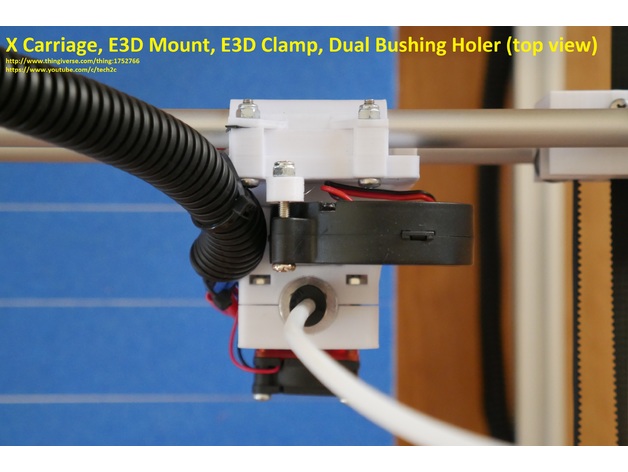 X Carriage, E3D Mount, E3D Clamp, Dual Bushing Holer (top view)
http://www.thingiverse.com/thing:1752766
https://www.youtube.com/c/tech2c